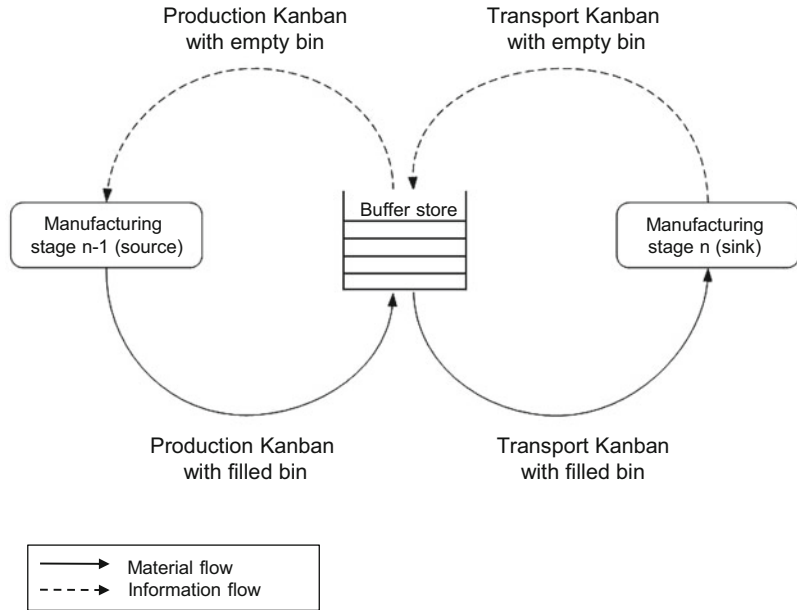 Production Kanban
with empty bin
Transport Kanban
with empty bin
Manufacturing
stage n-1 (source)
Buffer store
Manufacturing
stage n (sink)
Production Kanban
with filled bin
Transport Kanban
with filled bin
Material flow
Information flow